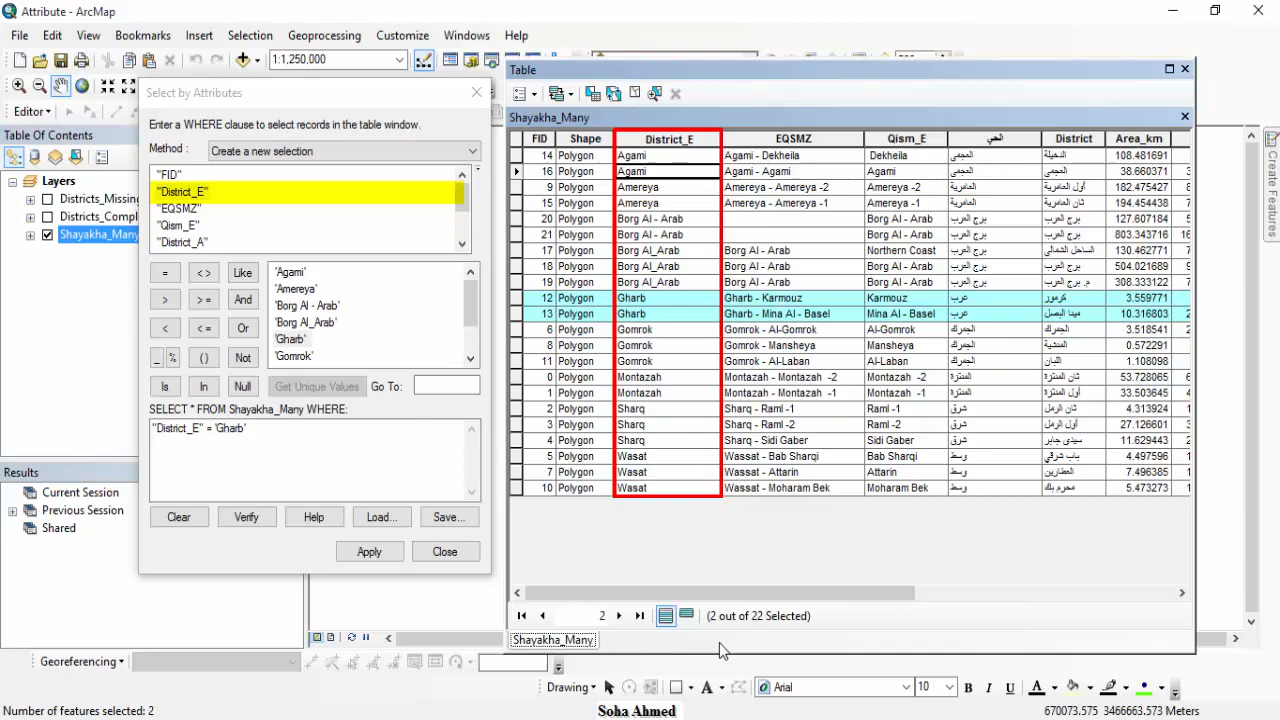 Attribute - ArcMap
File Edit View Bookmarks Insert Selection Geoprocessing Customize Windows Help
1:1,250,000
Editor
Table Of Contents
Layers
Districts_Missing
Districts_Compl
Shayakha_Many
Results
Current Session
Previous Session
Shared
Select by Attributes
Enter a WHERE clause to select records in the table window.
Method : Create a new selection
"FID"
"District_E"
"EQSMZ"
"Qism_E"
"District_A"
= < > Like
> > = And
< < = Or
_ % ( ) Not
Is In Null
'Agami'
'Amereya'
'Borg Al - Arab'
'Borg Al_Arab'
'Gharb'
'Gomrok'
Get Unique Values Go To:
SELECT * FROM Shayakha_Many WHERE:
"District_E" = 'Gharb'
Clear Verify Help Load... Save...
Apply Close
Table
Shayakha_Many
FID Shape District_E EQSMZ Qism_E الحي District Area_km
14 Polygon Agami Agami - Dekheila Dekheila العجمى الدخيلة 108.481691
16 Polygon Agami Agami - Agami Agami العجمى العجمى 38.660371 3
9 Polygon Amereya Amereya - Amereya -2 Amereya -2 العامرية أول العامرية 182.475427
15 Polygon Amereya Amereya - Amereya -1 Amereya -1 العامرية ثان العامرية 194.454438
20 Polygon Borg Al - Arab Borg Al - Arab برج العرب برج العرب 127.607184
21 Polygon Borg Al - Arab Borg Al - Arab برج العرب برج العرب 803.343716 16
17 Polygon Borg Al_Arab Borg Al - Arab Northern Coast برج العرب الساحل الشمالى 130.462771
18 Polygon Borg Al_Arab Borg Al - Arab Borg Al - Arab برج العرب برج العرب 504.021689 9
19 Polygon Borg Al_Arab Borg Al - Arab Borg Al - Arab برج العرب م. برج العرب 308.333122 7
12 Polygon Gharb Gharb - Karmouz Karmouz غرب كرموز 3.559771
13 Polygon Gharb Gharb - Mina Al - Basel Mina Al - Basel غرب مينا البصل 10.316803 2
6 Polygon Gomrok Gomrok - Al-Gomrok Al-Gomrok الجمرك الجمرك 3.518541
8 Polygon Gomrok Gomrok - Mansheya Mansheya الجمرك المنشية 0.572291
11 Polygon Gomrok Gomrok - Al-Laban Al-Laban الجمرك اللبان 1.108098
0 Polygon Montazah Montazah - Montazah -2 Montazah -2 المنتزة ثان المنتزة 53.728065 6
1 Polygon Montazah Montazah - Montazah -1 Montazah -1 المنتزة أول المنتزة 33.503645 4
2 Polygon Sharq Sharq - Raml -1 Raml -1 شرق ثان الرمل 4.313924
3 Polygon Sharq Sharq - Raml -2 Raml -2 شرق أول الرمل 27.126601
4 Polygon Sharq Sharq - Sidi Gaber Sidi Gaber شرق سيدى جابر 11.629443
5 Polygon Wasat Wassat - Bab Sharqi Bab Sharqi وسط باب شرقي 4.497596
7 Polygon Wasat Wassat - Attarin Attarin وسط العطارين 7.496385
10 Polygon Wasat Wassat - Moharam Bek Moharam Bek وسط محرم بك 5.473273
2 (2 out of 22 Selected)
Shayakha_Many
ArcToolbox
Georeferencing
Drawing A Arial 10 B I U A
Number of features selected: 2
Soha Ahmed
670073.575 3466663.573 Meters